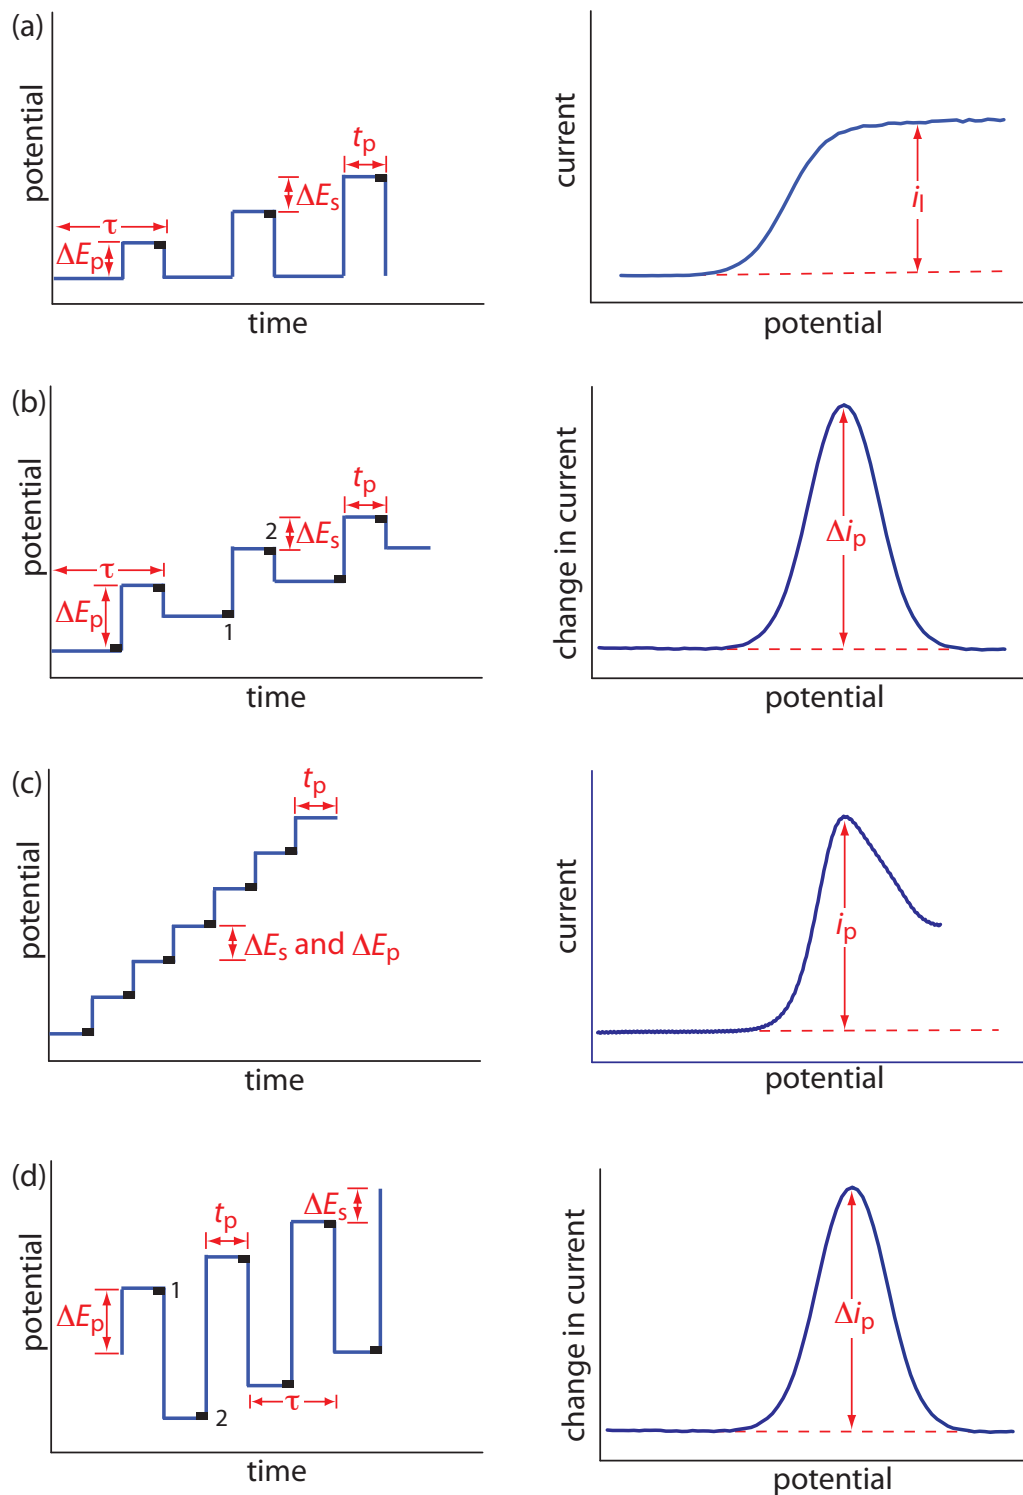 (a)
potential
τ
ΔEp
ΔEs
tp
time
current
il
potential
(b)
potential
τ
ΔEp
1
2
ΔEs
tp
time
change in current
Δip
potential
(c)
potential
tp
ΔEs and ΔEp
time
current
ip
potential
(d)
potential
ΔEp
1
2
tp
ΔEs
τ
time
change in current
Δip
potential